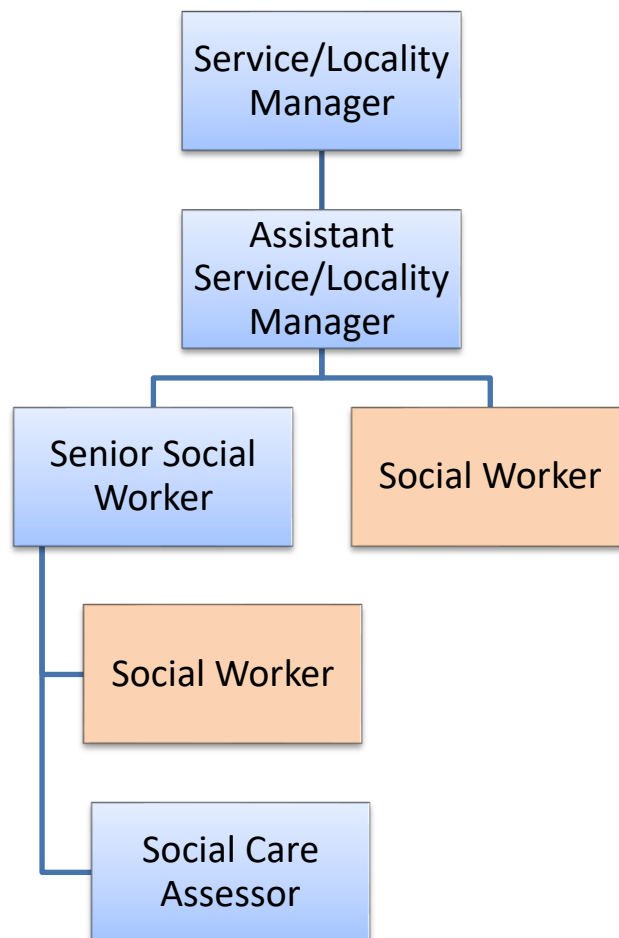 Service/Locality
Manager
Assistant
Service/Locality
Manager
Senior Social
Worker
Social Worker
Social Worker
Social Care
Assessor